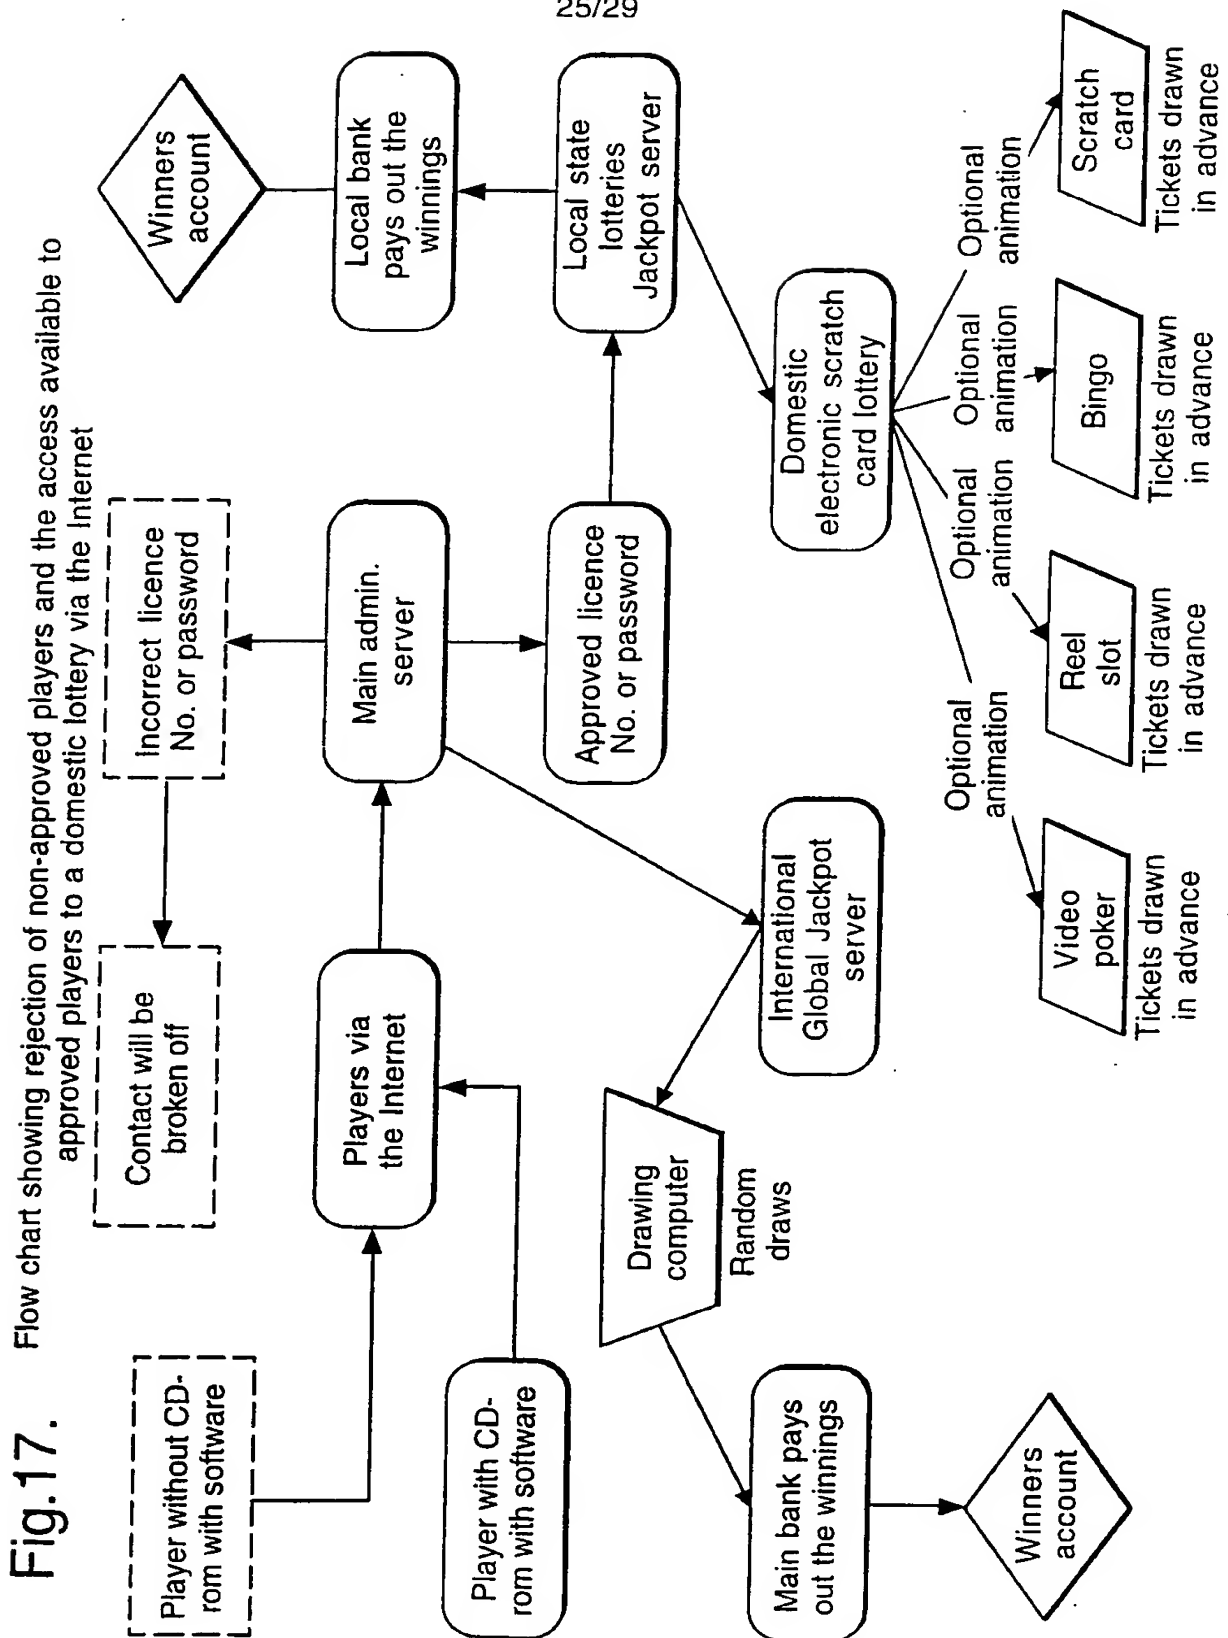 25/29
Fig.17.
Flow chart showing rejection of non-approved players and the access available to
approved players to a domestic lottery via the Internet
Player without CD-
rom with software
Contact will be
broken off
Incorrect licence
No. or password
Winners
account
Player with CD-
rom with software
Players via
the Internet
Main admin.
server
Local bank
pays out the
winnings
Approved licence
No. or password
Local state
lotteries
Jackpot server
Drawing
computer
Random
draws
International
Global Jackpot
server
Domestic
electronic scratch
card lottery
Main bank pays
out the winnings
Winners
account
Optional
animation
Optional
animation
Optional
animation
Optional
animation
Video
poker
Tickets drawn
in advance
Reel
slot
Tickets drawn
in advance
Bingo
Tickets drawn
in advance
Scratch
card
Tickets drawn
in advance